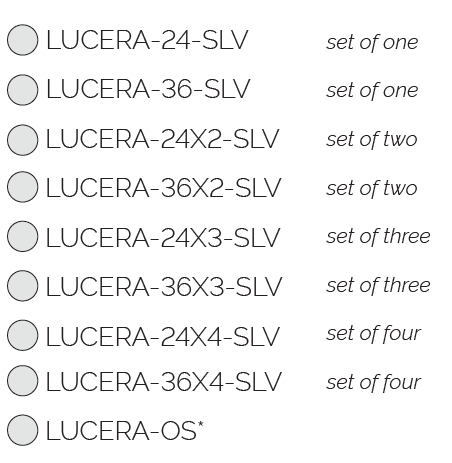 LUCERA-24-SLV set of one
LUCERA-36-SLV set of one
LUCERA-24X2-SLV set of two
LUCERA-36X2-SLV set of two
LUCERA-24X3-SLV set of three
LUCERA-36X3-SLV set of three
LUCERA-24X4-SLV set of four
LUCERA-36X4-SLV set of four
LUCERA-OS*